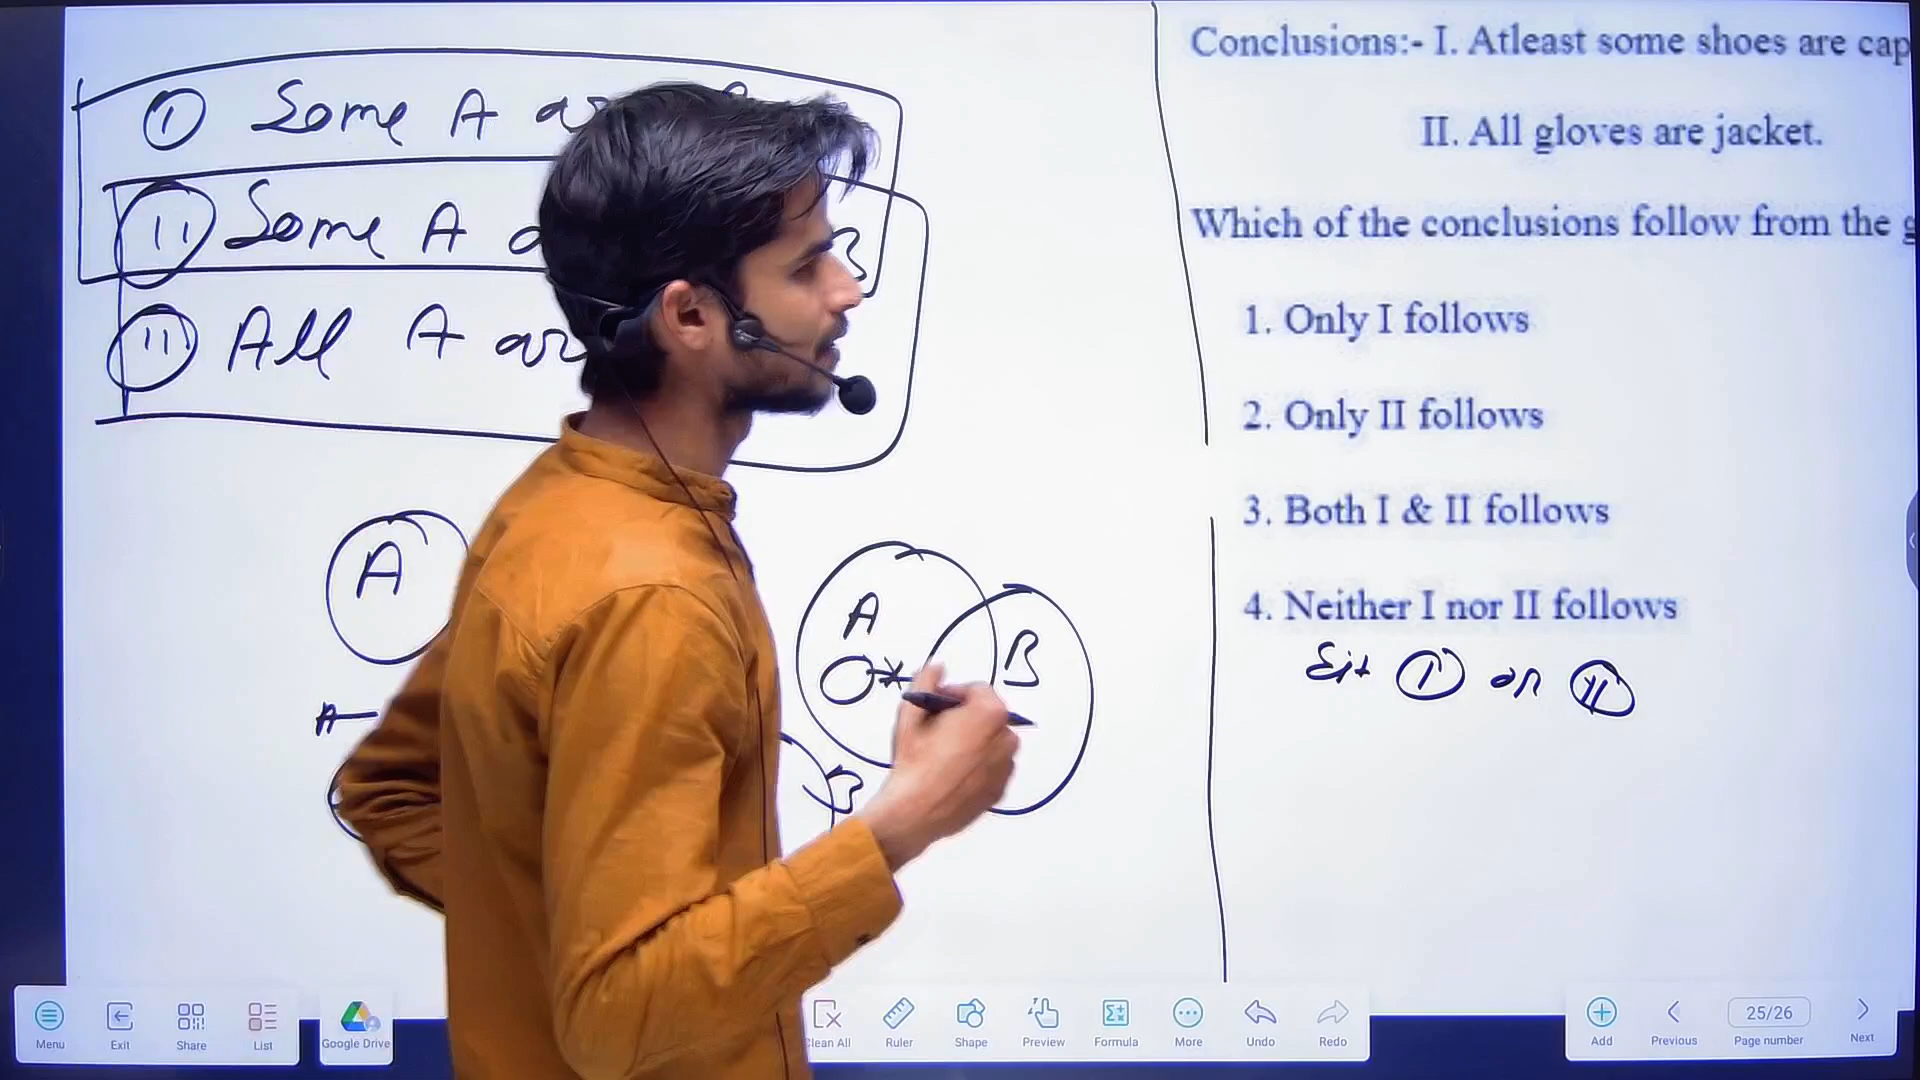 I Some A
II Some A B
III All A
A
A
A
B
B
Conclusions:- I. Atleast some shoes are cap
II. All gloves are jacket.
Which of the conclusions follow from the g
1. Only I follows
2. Only II follows
3. Both I & II follows
4. Neither I nor II follows
Eit I or II
Menu Exit Share List Google Drive Clean All Ruler Shape Preview Formula More Undo Redo Add Previous 25/26 Page number Next